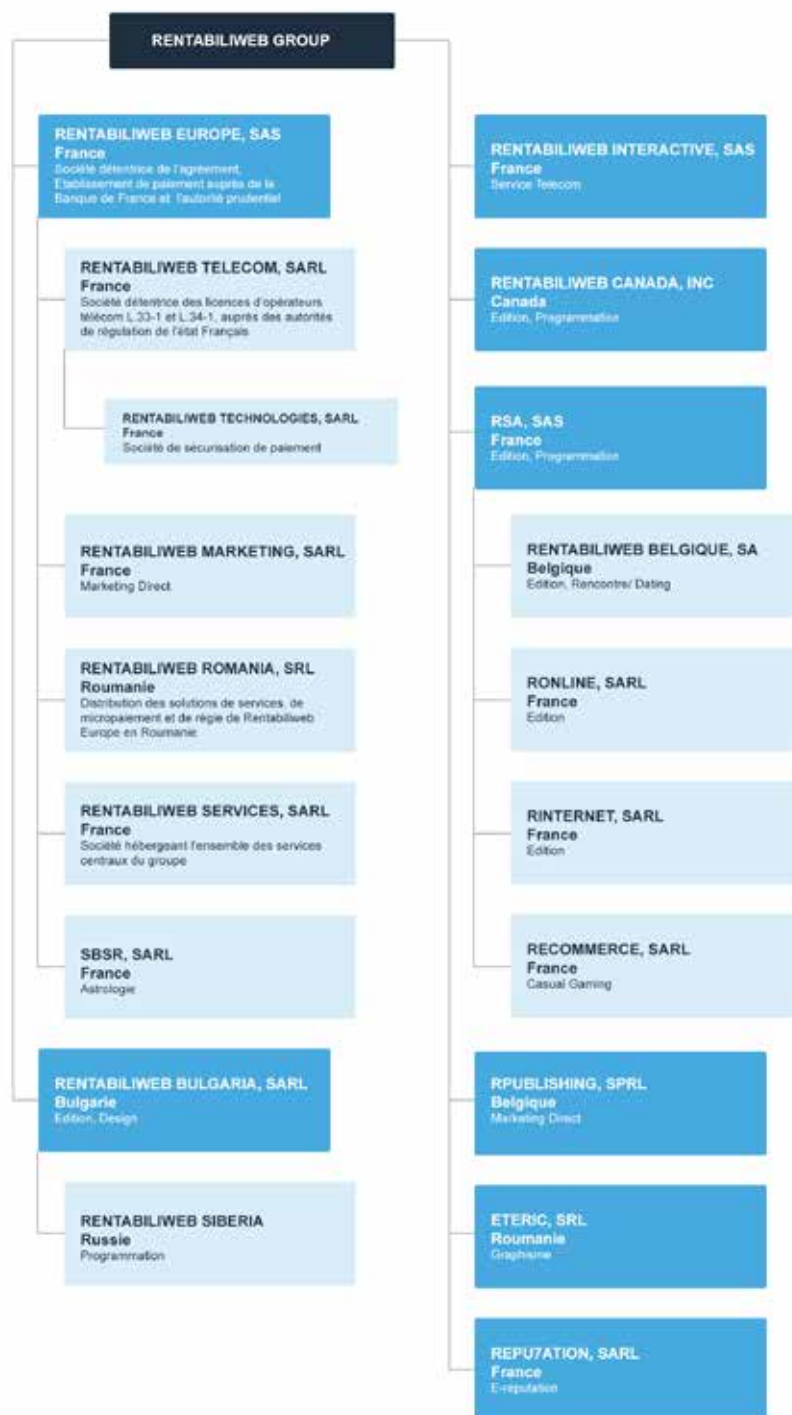 RENTABILIWEB GROUP
RENTABILIWEB EUROPE, SAS
France
Société détentrice de l'agréement,
Etablissement de paiement auprès de la
Banque de France et l'autorité prudentiel
RENTABILIWEB TELECOM, SARL
France
Société détentrice des licences d'opérateurs
télécom L.33-1 et L.34-1, auprès des autorités
de régulation de l'état Français
RENTABILIWEB TECHNOLOGIES, SARL
France
Société de sécurisation de paiement
RENTABILIWEB MARKETING, SARL
France
Marketing Direct
RENTABILIWEB ROMANIA, SRL
Roumanie
Distribution des solutions de services, de
micropaiement et de régie de Rentabiliweb
Europe en Roumanie
RENTABILIWEB SERVICES, SARL
France
Société hébergeant l'ensemble des services
centraux du groupe
SBSR, SARL
France
Astrologie
RENTABILIWEB BULGARIA, SARL
Bulgarie
Edition, Design
RENTABILIWEB SIBERIA
Russie
Programmation
RENTABILIWEB INTERACTIVE, SAS
France
Service Telecom
RENTABILIWEB CANADA, INC
Canada
Edition, Programmation
RSA, SAS
France
Edition, Programmation
RENTABILIWEB BELGIQUE, SA
Belgique
Edition, Rencontre/ Dating
RONLINE, SARL
France
Edition
RINTERNET, SARL
France
Edition
RECOMMERCE, SARL
France
Casual Gaming
RPUBLISHING, SPRL
Belgique
Marketing Direct
ETERIC, SRL
Roumanie
Graphisme
REPU7ATION, SARL
France
E-réputation